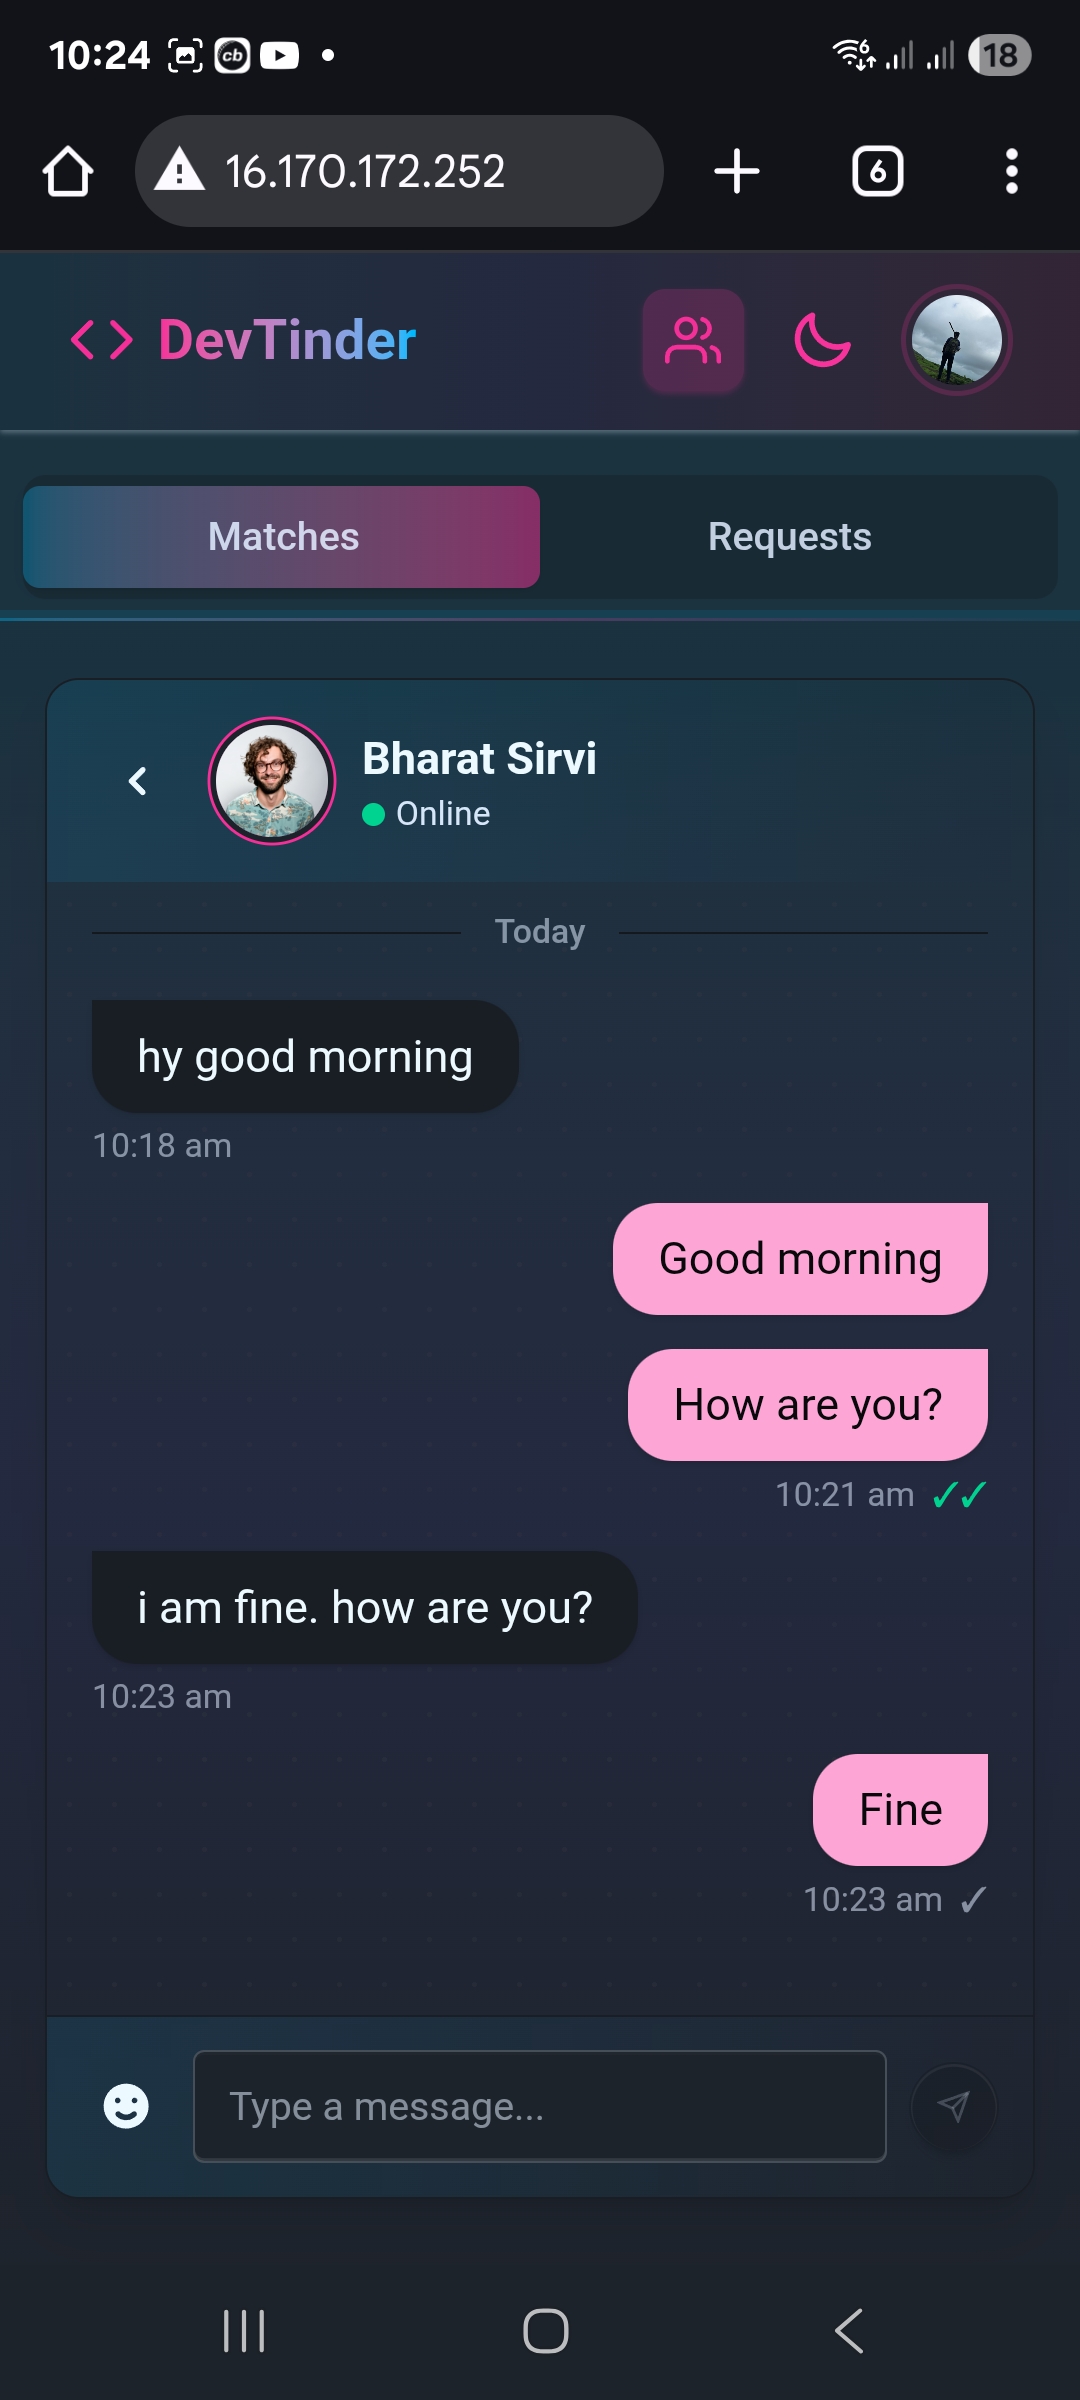 10:24
cb
6
18
16.170.172.252
6
DevTinder
Matches
Requests
Bharat Sirvi
Online
Today
hy good morning
10:18 am
Good morning
How are you?
10:21 am
i am fine. how are you?
10:23 am
Fine
10:23 am
Type a message...